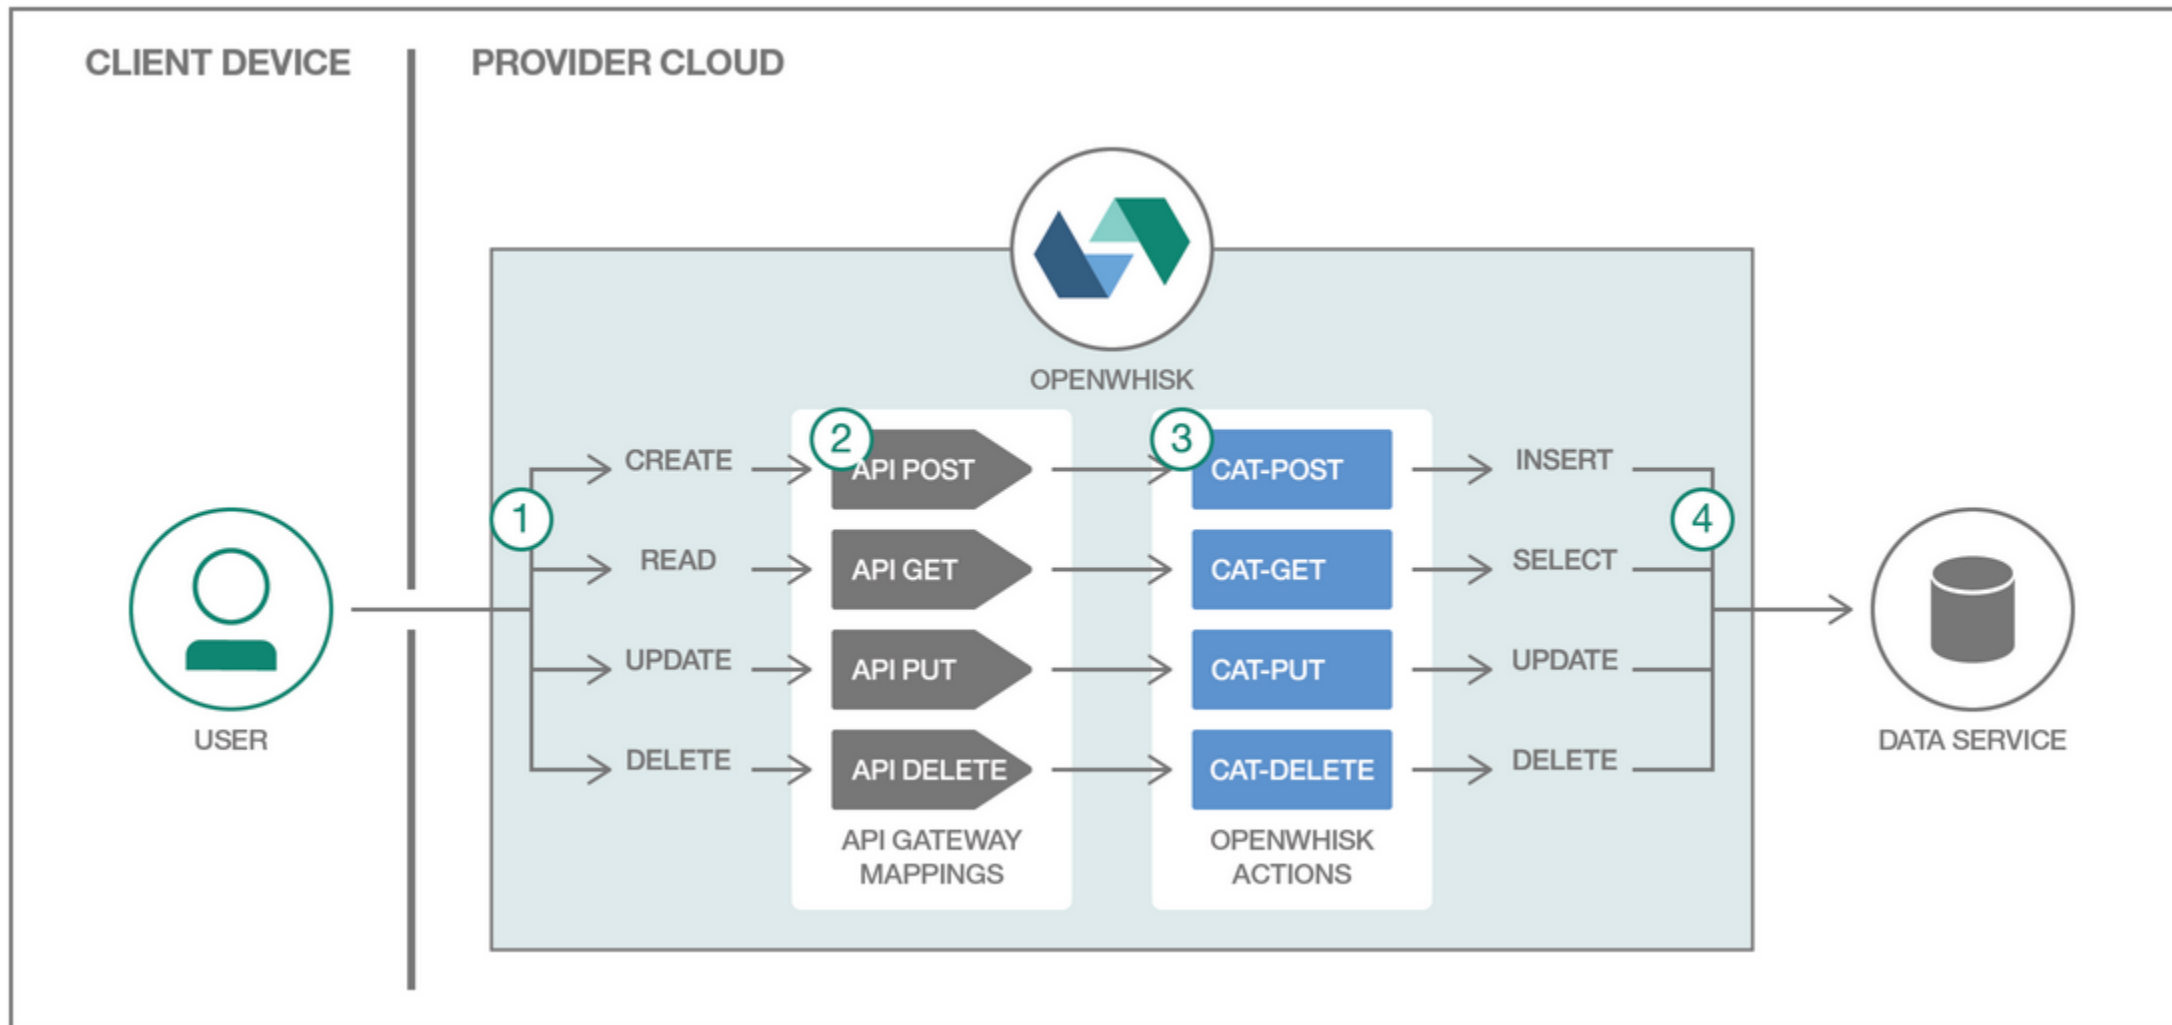 CLIENT DEVICE
PROVIDER CLOUD
OPENWHISK
1
2
3
4
CREATE
API POST
CAT-POST
INSERT
READ
API GET
CAT-GET
SELECT
UPDATE
API PUT
CAT-PUT
UPDATE
DELETE
API DELETE
CAT-DELETE
DELETE
USER
DATA SERVICE
API GATEWAY
MAPPINGS
OPENWHISK
ACTIONS